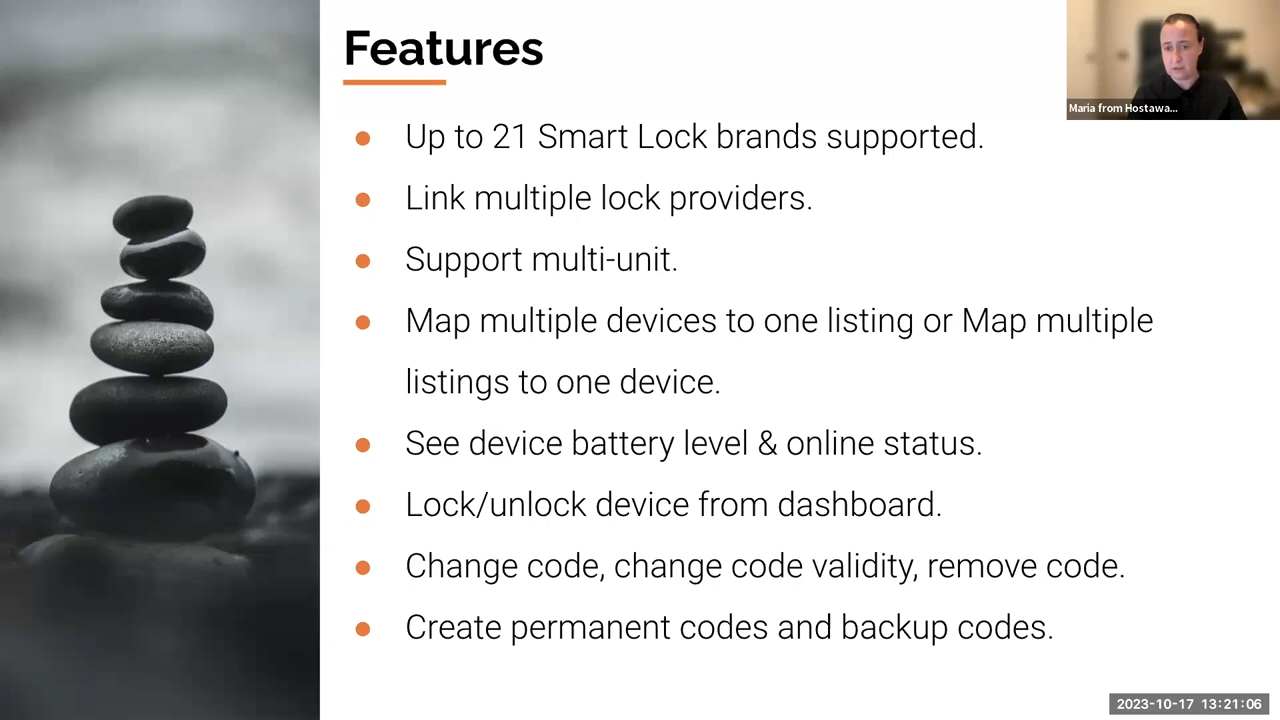 Features
Maria from Hostawa...
Up to 21 Smart Lock brands supported.
Link multiple lock providers.
Support multi-unit.
Map multiple devices to one listing or Map multiple
listings to one device.
See device battery level & online status.
Lock/unlock device from dashboard.
Change code, change code validity, remove code.
Create permanent codes and backup codes.
2023-10-17 13:21:06